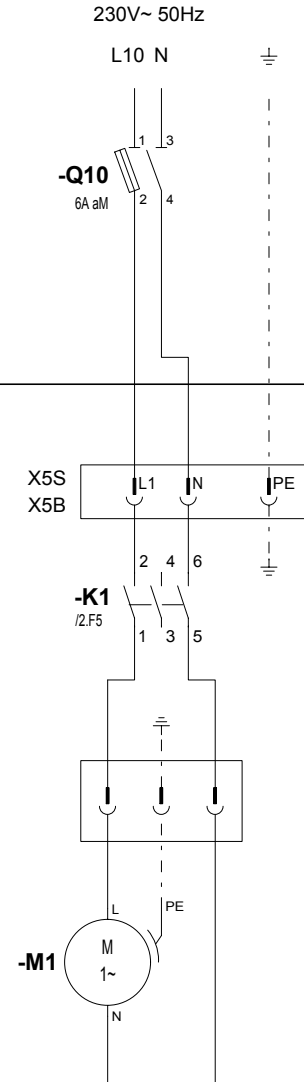 230V~ 50Hz
L10 N
1 3
-Q10
6A aM
2 4
X5S
L1 N PE
X5B
2 4 6
-K1
/2.F5
1 3 5
L PE
M
-M1
1~
N